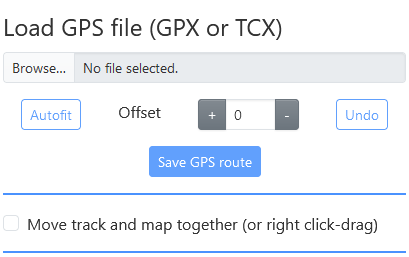 Load GPS file (GPX or TCX)
Browse... No file selected.
Autofit Offset + 0 - Undo
Save GPS route
Move track and map together (or right click-drag)